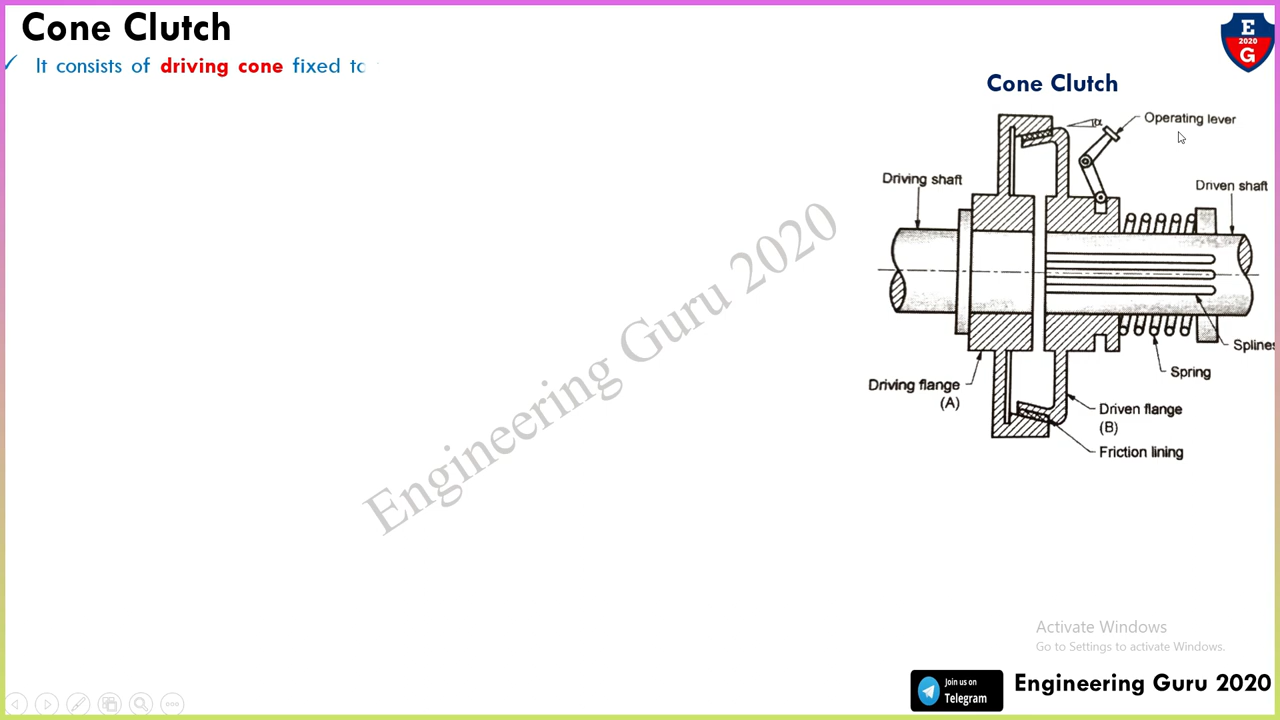 Cone Clutch
✓ It consists of driving cone fixed to
E
2020
G
Cone Clutch
α
Operating lever
Driving shaft
Driven shaft
Splines
Spring
Driving flange
(A)
Driven flange
(B)
Friction lining
Engineering Guru 2020
Activate Windows
Go to Settings to activate Windows.
Join us on
Telegram
Engineering Guru 2020